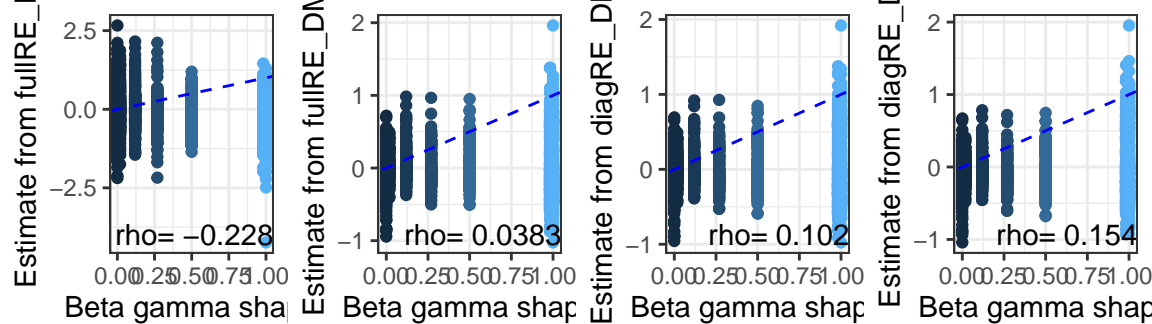 Estimate from fullRE_
2.5
0.0
−2.5
rho= −0.228
0.00 0.25 0.50 0.75 1.00
Beta gamma shap
Estimate from fullRE_DM
2
1
0
−1
rho= 0.0383
0.00 0.25 0.50 0.75 1.00
Beta gamma shap
Estimate from diagRE_D
2
1
0
−1
rho= 0.102
0.00 0.25 0.50 0.75 1.00
Beta gamma shap
Estimate from diagRE_D
2
1
0
−1
rho= 0.154
0.00 0.25 0.50 0.75 1.00
Beta gamma shap